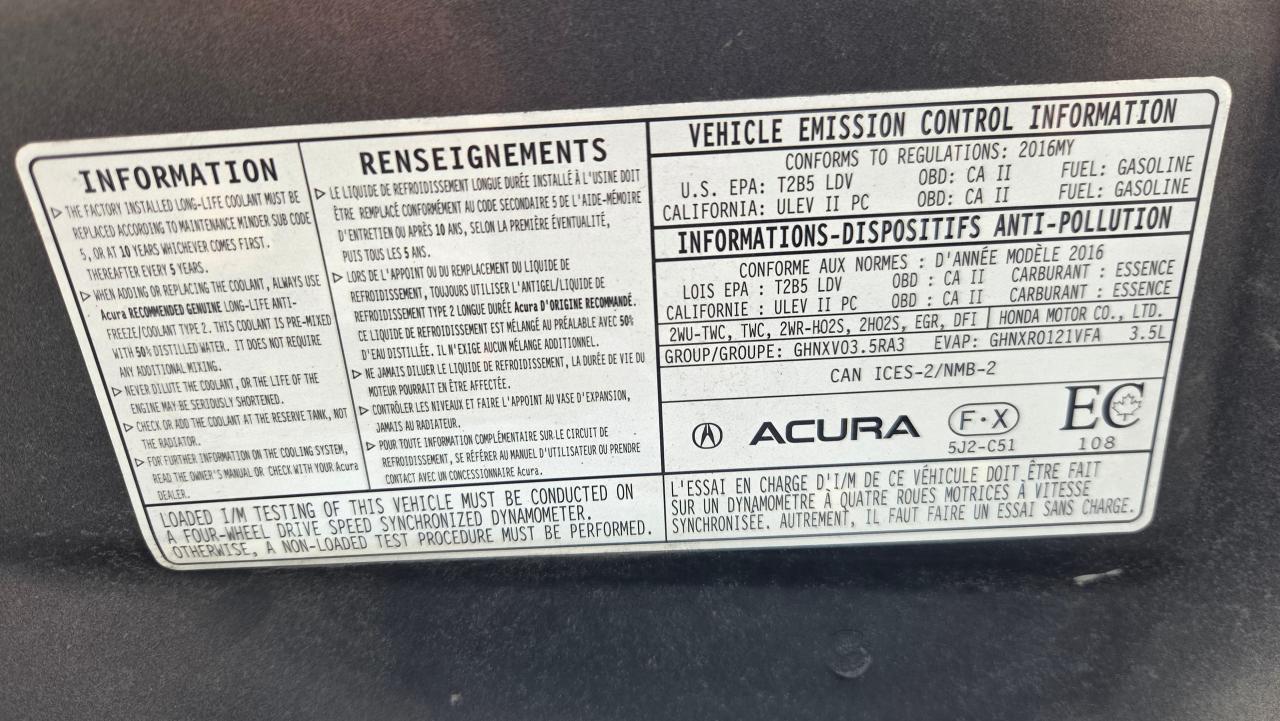 INFORMATION
▷ THE FACTORY INSTALLED LONG-LIFE COOLANT MUST BE
REPLACED ACCORDING TO MAINTENANCE MINDER SUB CODE
5, OR AT 10 YEARS WHICHEVER COMES FIRST.
THEREAFTER EVERY 5 YEARS.
▷ WHEN ADDING OR REPLACING THE COOLANT, ALWAYS USE
Acura RECOMMENDED GENUINE LONG-LIFE ANTI-
FREEZE/COOLANT TYPE 2. THIS COOLANT IS PRE-MIXED
WITH 50% DISTILLED WATER. IT DOES NOT REQUIRE
ANY ADDITIONAL MIXING.
▷ NEVER DILUTE THE COOLANT, OR THE LIFE OF THE
ENGINE MAY BE SERIOUSLY SHORTENED.
▷ CHECK OR ADD THE COOLANT AT THE RESERVE TANK, NOT
THE RADIATOR.
▷ FOR FURTHER INFORMATION ON THE COOLING SYSTEM,
READ THE OWNER'S MANUAL OR CHECK WITH YOUR Acura
DEALER.
RENSEIGNEMENTS
▷ LE LIQUIDE DE REFROIDISSEMENT LONGUE DURÉE INSTALLÉ À L'USINE DOIT
ÊTRE REMPLACÉ CONFORMÉMENT AU CODE SECONDAIRE 5 DE L'AIDE-MÉMOIRE
D'ENTRETIEN OU APRÈS 10 ANS, SELON LA PREMIÈRE ÉVENTUALITÉ,
PUIS TOUS LES 5 ANS.
▷ LORS DE L'APPOINT OU DU REMPLACEMENT DU LIQUIDE DE
REFROIDISSEMENT, TOUJOURS UTILISER L'ANTIGEL/LIQUIDE DE
REFROIDISSEMENT TYPE 2 LONGUE DURÉE Acura D'ORIGINE RECOMMANDÉ.
CE LIQUIDE DE REFROIDISSEMENT EST MÉLANGÉ AU PRÉALABLE AVEC 50%
D'EAU DISTILLÉE. IL N'EXIGE AUCUN MÉLANGE ADDITIONNEL.
▷ NE JAMAIS DILUER LE LIQUIDE DE REFROIDISSEMENT, LA DURÉE DE VIE DU
MOTEUR POURRAIT EN ÊTRE AFFECTÉE.
▷ CONTRÔLER LES NIVEAUX ET FAIRE L'APPOINT AU VASE D'EXPANSION,
JAMAIS AU RADIATEUR.
▷ POUR TOUTE INFORMATION COMPLÉMENTAIRE SUR LE CIRCUIT DE
REFROIDISSEMENT, SE RÉFÉRER AU MANUEL D'UTILISATEUR OU PRENDRE
CONTACT AVEC UN CONCESSIONNAIRE Acura.
LOADED I/M TESTING OF THIS VEHICLE MUST BE CONDUCTED ON
A FOUR-WHEEL DRIVE SPEED SYNCHRONIZED DYNAMOMETER.
OTHERWISE, A NON-LOADED TEST PROCEDURE MUST BE PERFORMED.
VEHICLE EMISSION CONTROL INFORMATION
CONFORMS TO REGULATIONS: 2016MY
U.S. EPA: T2B5 LDV OBD: CA II FUEL: GASOLINE
CALIFORNIA: ULEV II PC OBD: CA II FUEL: GASOLINE
INFORMATIONS-DISPOSITIFS ANTI-POLLUTION
CONFORME AUX NORMES : D'ANNÉE MODÈLE 2016
LOIS EPA : T2B5 LDV OBD : CA II CARBURANT : ESSENCE
CALIFORNIE : ULEV II PC OBD : CA II CARBURANT : ESSENCE
2WU-TWC, TWC, 2WR-HO2S, 2HO2S, EGR, DFI HONDA MOTOR CO., LTD.
GROUP/GROUPE: GHNXV03.5RA3 EVAP: GHNXR0121VFA 3.5L
CAN ICES-2/NMB-2
ACURA
F·X
5J2-C51
EC
108
L'ESSAI EN CHARGE D'I/M DE CE VÉHICULE DOIT ÊTRE FAIT
SUR UN DYNAMOMÈTRE À QUATRE ROUES MOTRICES À VITESSE
SYNCHRONISÉE. AUTREMENT, IL FAUT FAIRE UN ESSAI SANS CHARGE.